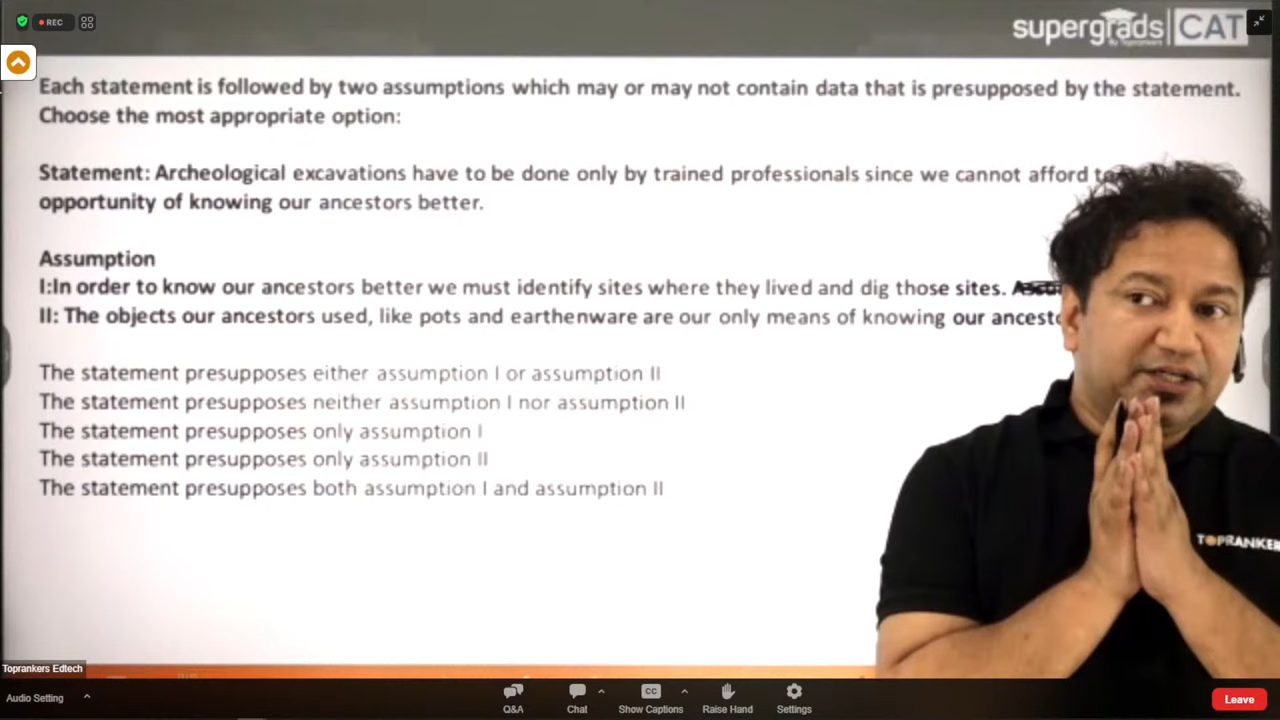 REC
supergrads CAT
By Toprankers
Each statement is followed by two assumptions which may or may not contain data that is presupposed by the statement.
Choose the most appropriate option:
Statement: Archeological excavations have to be done only by trained professionals since we cannot afford
opportunity of knowing our ancestors better.
Assumption
I:In order to know our ancestors better we must identify sites where they lived and dig those sites.
II: The objects our ancestors used, like pots and earthenware are our only means of knowing our
The statement presupposes either assumption I or assumption II
The statement presupposes neither assumption I nor assumption II
The statement presupposes only assumption I
The statement presupposes only assumption II
The statement presupposes both assumption I and assumption II
TOPRANKER
Toprankers Edtech
Audio Setting
Q&A
Chat
CC
Show Captions
Raise Hand
Settings
Leave